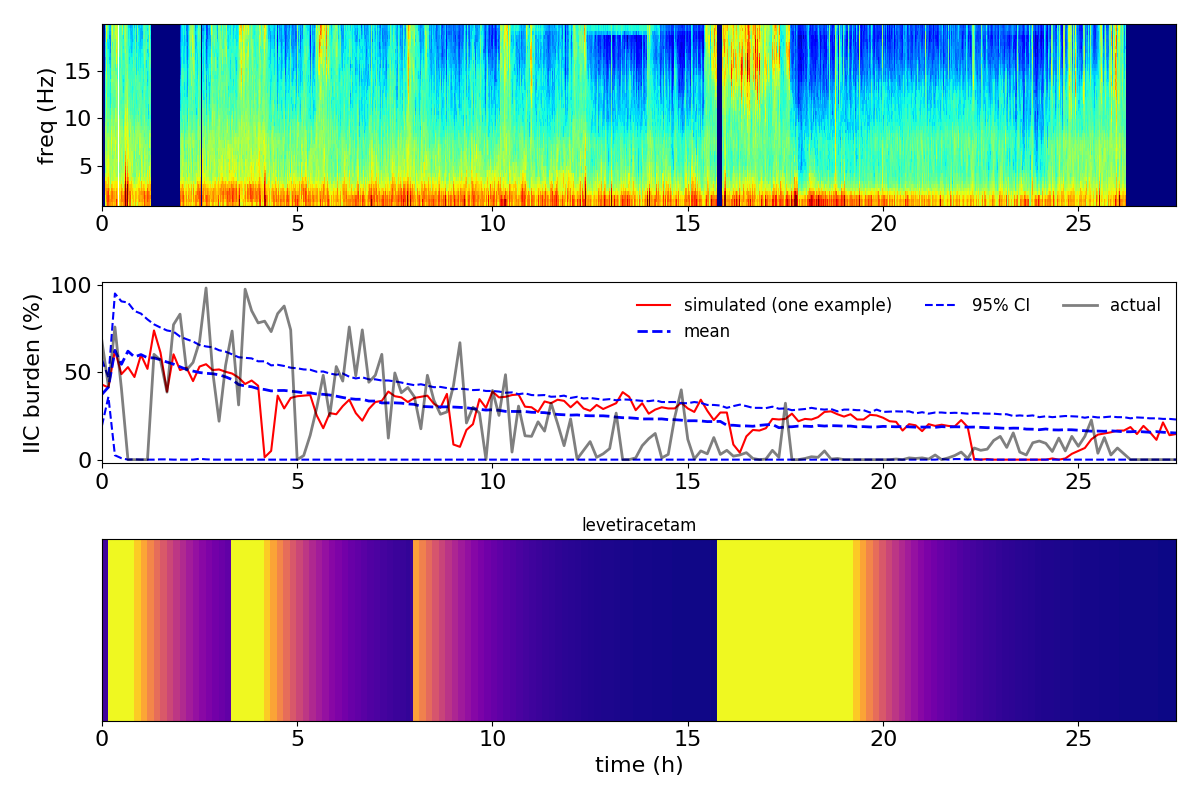 freq (Hz)
15
10
5
0 5 10 15 20 25
IIC burden (%)
100
50
0
simulated (one example)
mean
95% CI
actual
0 5 10 15 20 25
levetiracetam
0 5 10 15 20 25
time (h)